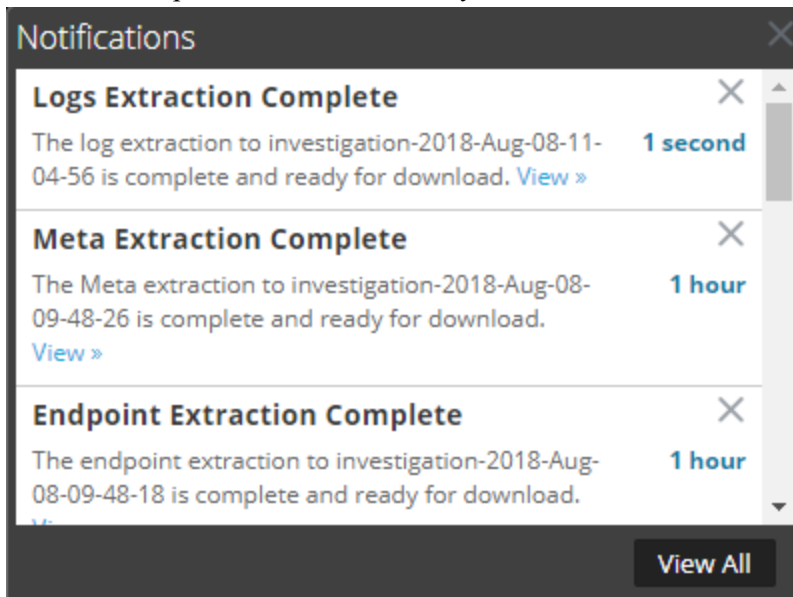 Notifications
Logs Extraction Complete
The log extraction to investigation-2018-Aug-08-11-
1 second
04-56 is complete and ready for download. View »
Meta Extraction Complete
The Meta extraction to investigation-2018-Aug-08-
1 hour
09-48-26 is complete and ready for download.
View »
Endpoint Extraction Complete
The endpoint extraction to investigation-2018-Aug-
1 hour
08-09-48-18 is complete and ready for download.
View All